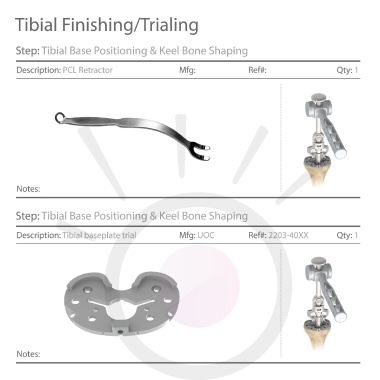 Tibial Finishing/Trialing
Step: Tibial Base Positioning & Keel Bone Shaping
Description: PCL Retractor Mfg: Ref#: Qty: 1
Notes:
Step: Tibial Base Positioning & Keel Bone Shaping
Description: Tibial baseplate trial Mfg: UOC Ref#: 2203-40XX Qty: 1
Notes: